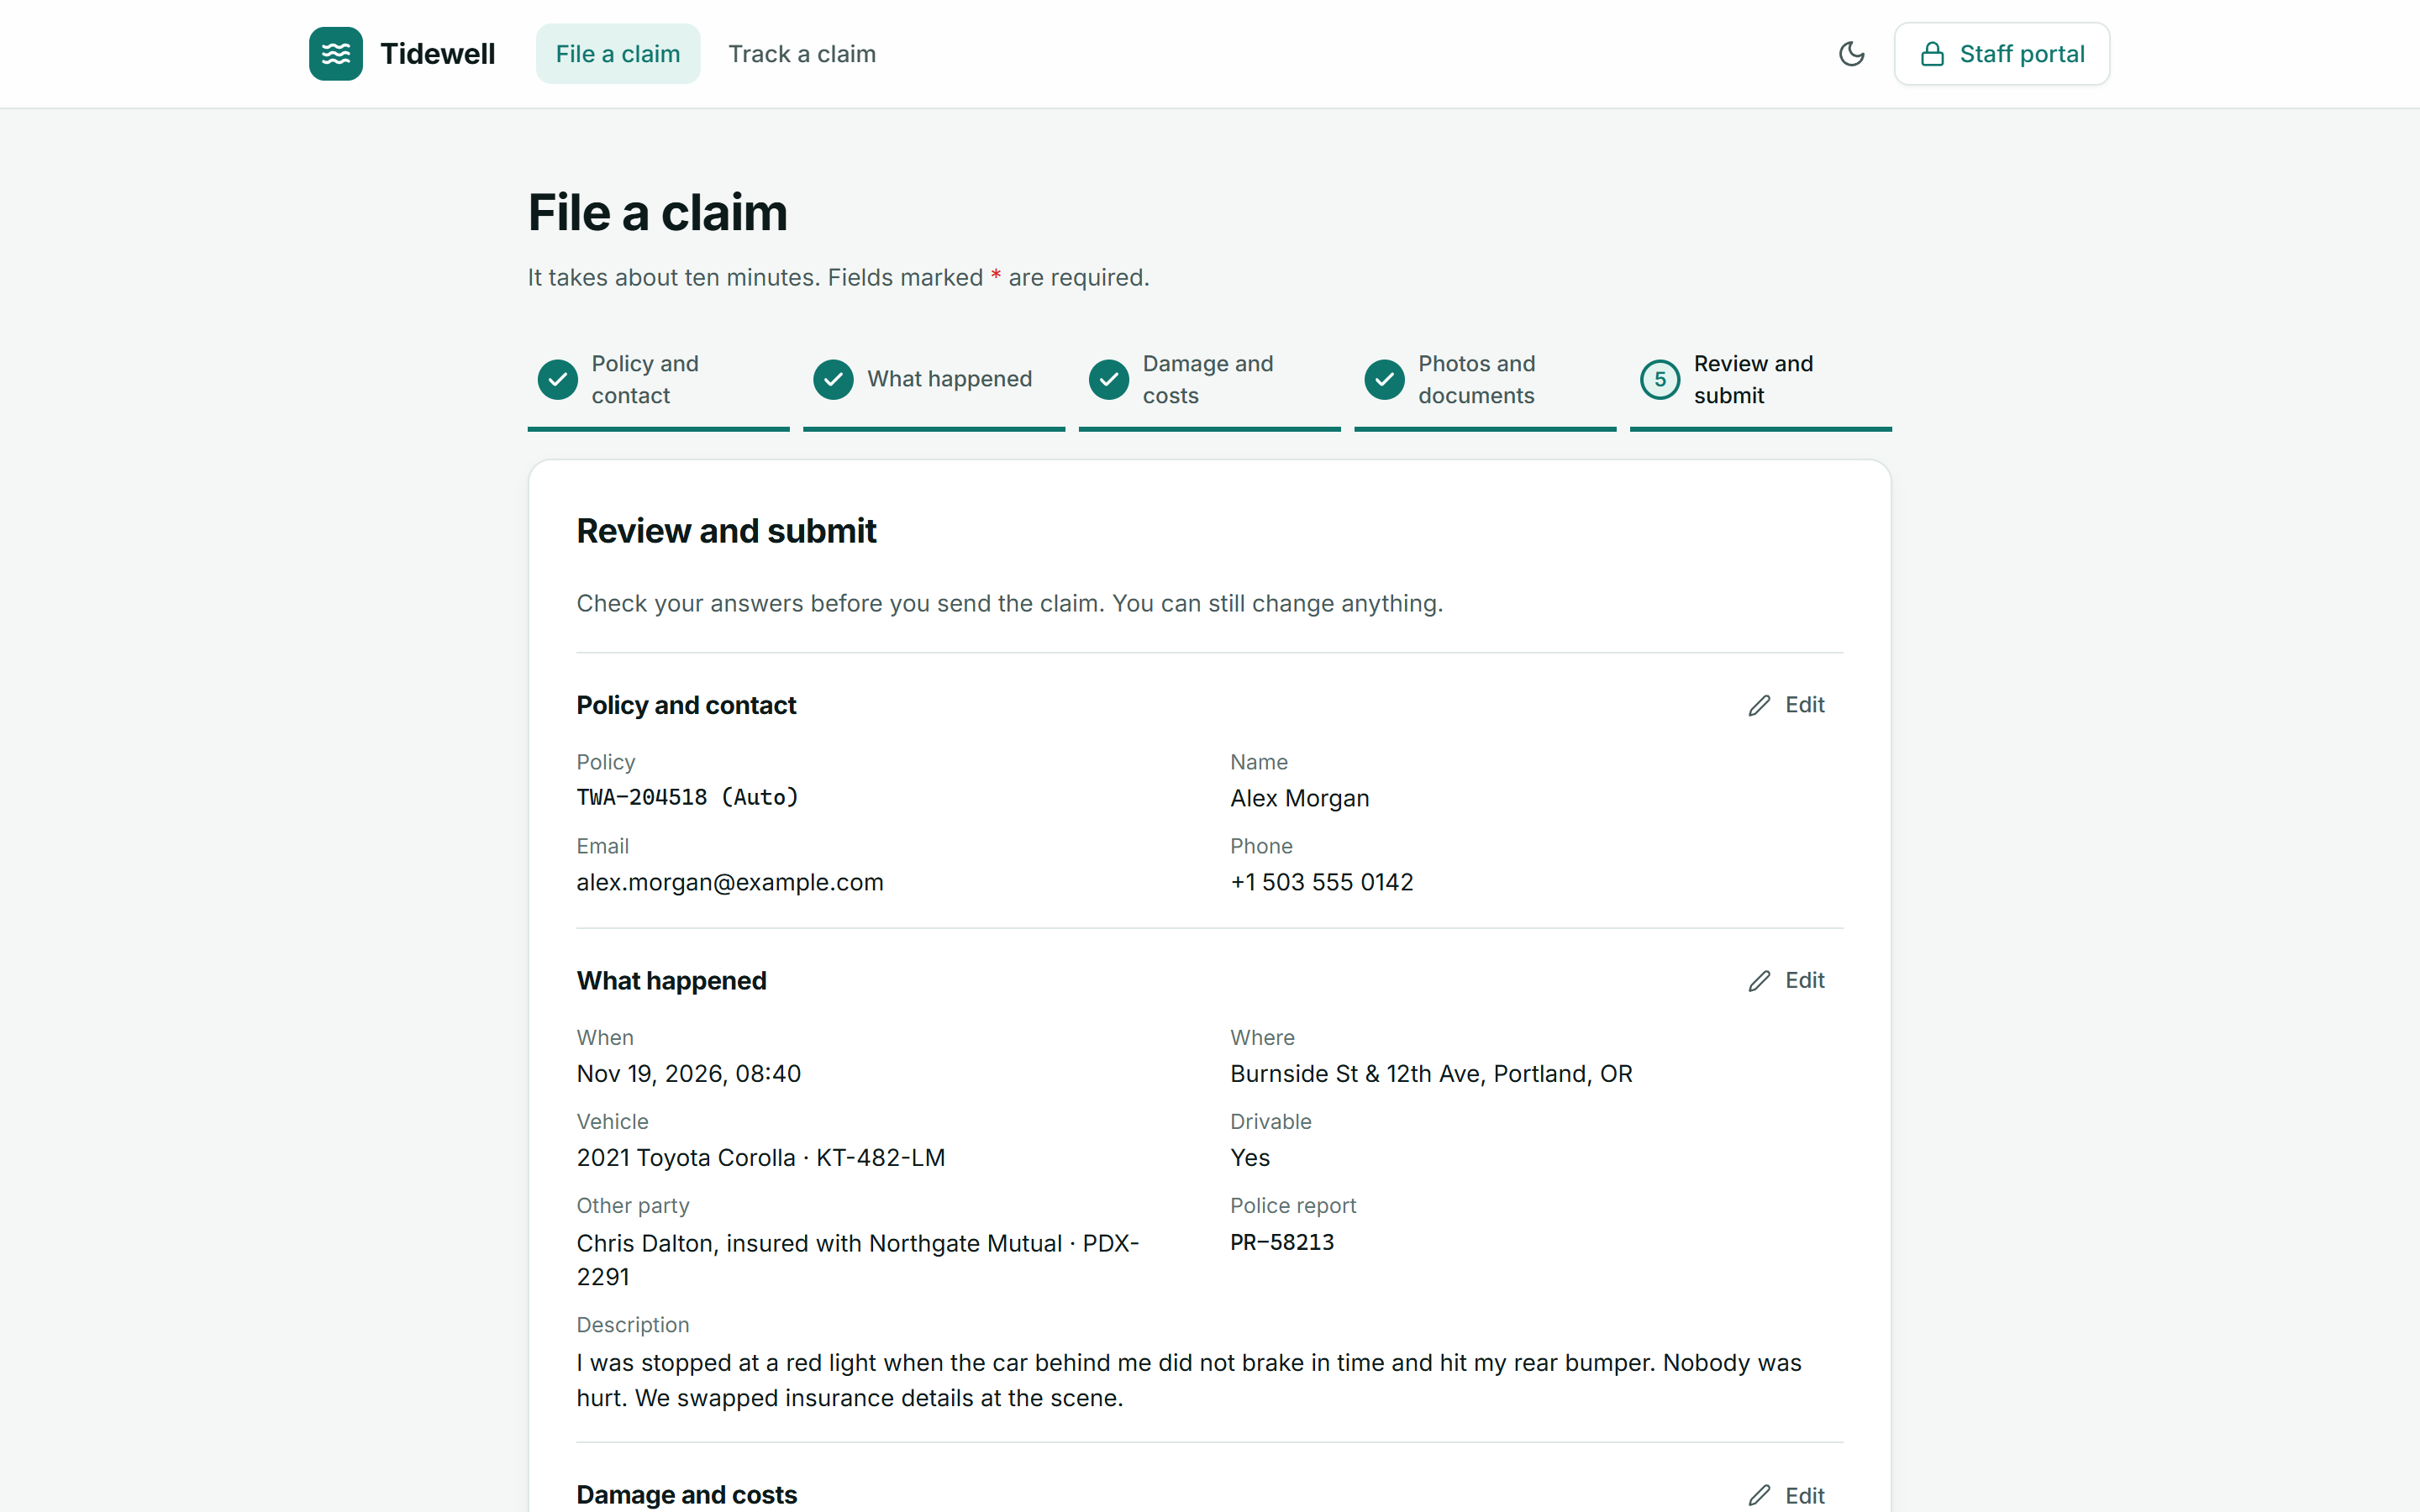 Tidewell
File a claim
Track a claim
Staff portal
File a claim
It takes about ten minutes. Fields marked * are required.
Policy and
contact
What happened
Damage and
costs
Photos and
documents
5
Review and
submit
Review and submit
Check your answers before you send the claim. You can still change anything.
Policy and contact
Edit
Policy
TWA-204518 (Auto)
Name
Alex Morgan
Email
alex.morgan@example.com
Phone
+1 503 555 0142
What happened
Edit
When
Nov 19, 2026, 08:40
Where
Burnside St & 12th Ave, Portland, OR
Vehicle
2021 Toyota Corolla · KT-482-LM
Drivable
Yes
Other party
Chris Dalton, insured with Northgate Mutual · PDX-
2291
Police report
PR-58213
Description
I was stopped at a red light when the car behind me did not brake in time and hit my rear bumper. Nobody was
hurt. We swapped insurance details at the scene.
Damage and costs
Edit